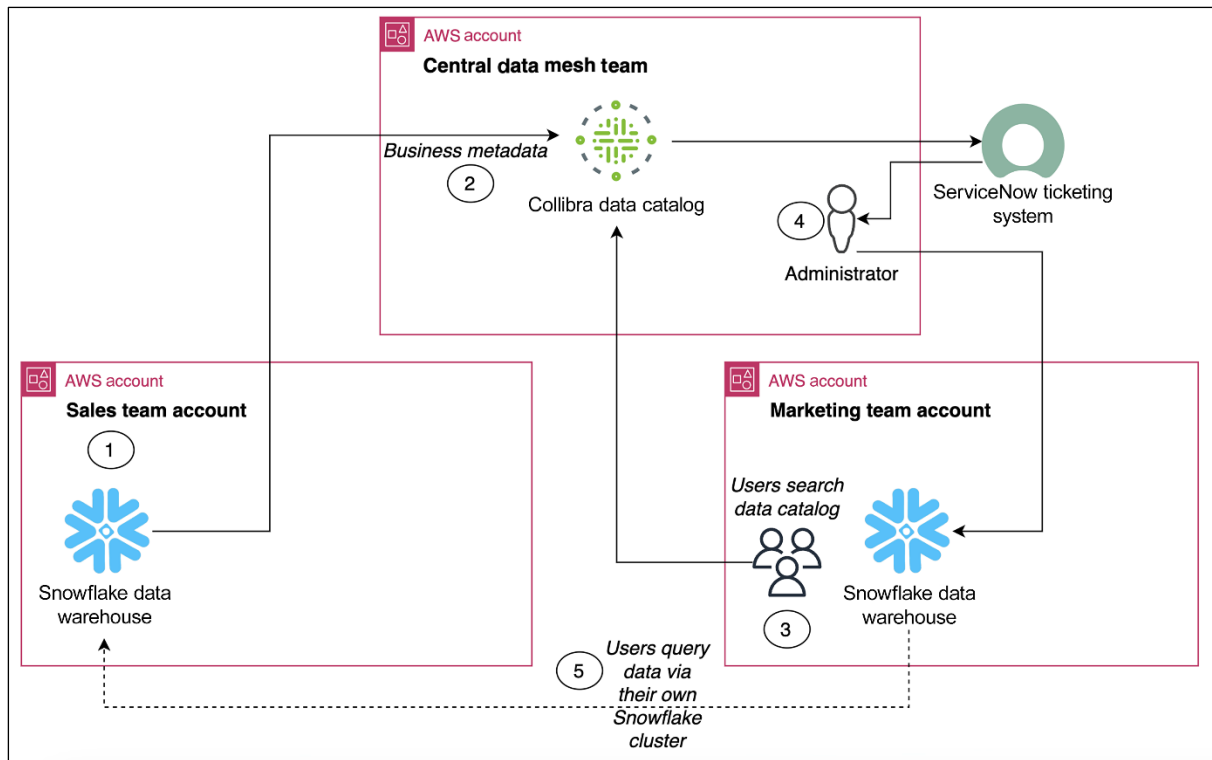 AWS account
Central data mesh team
Business metadata
2
Collibra data catalog
ServiceNow ticketing
system
4
Administrator
AWS account
Sales team account
1
Snowflake data
warehouse
AWS account
Marketing team account
Users search
data catalog
3
Snowflake data
warehouse
5
Users query
data via
their own
Snowflake
cluster